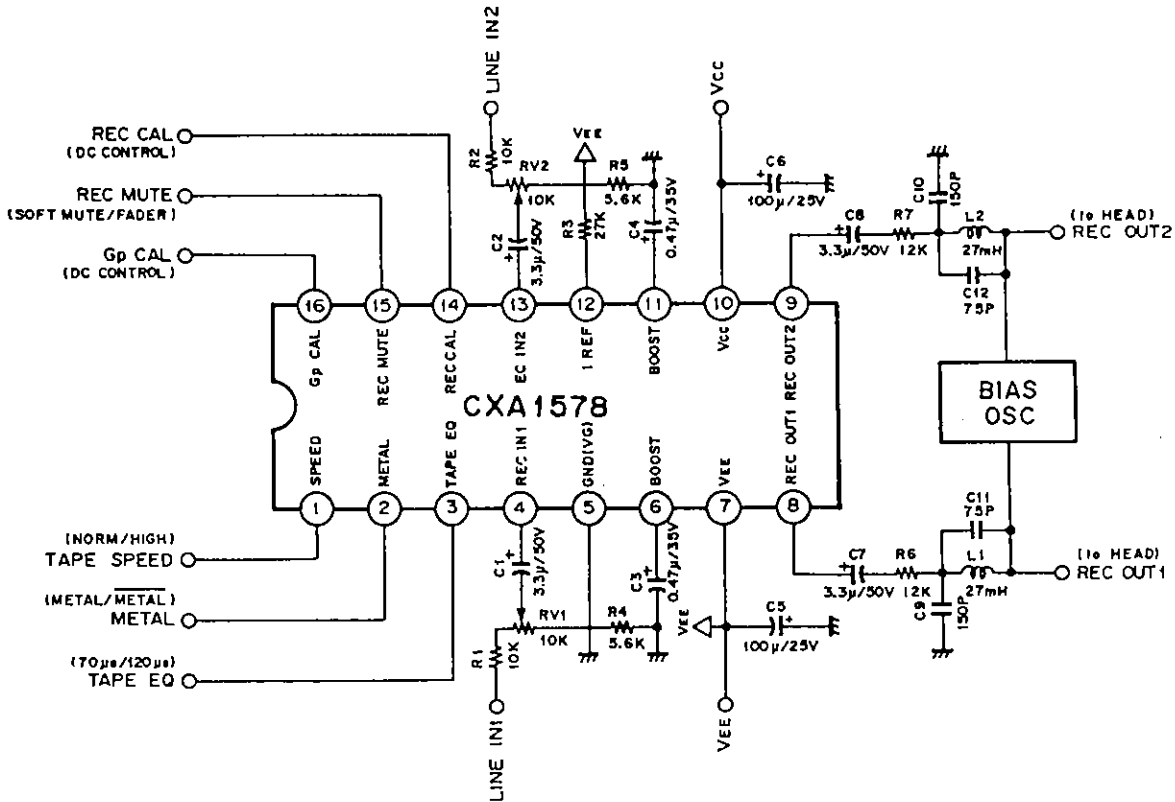 LINE IN2
VCC
REC CAL
(DC CONTROL)
REC MUTE
(SOFT MUTE/FADER)
Gp CAL
(DC CONTROL)
R2
10K
RV2
10K
C2
3.3µ/50V
VEE
R3
27K
R5
5.6K
C4
0.47µ/35V
C6
100µ/25V
C8
3.3µ/50V
R7
12K
C10
150P
L2
27mH
C12
75P
(to HEAD)
REC OUT2
16
15
14
13
12
11
10
9
Gp CAL
REC MUTE
REC CAL
EC IN2
I REF
BOOST
VCC
REC OUT2
CXA1578
BIAS
OSC
SPEED
METAL
TAPE EQ
REC IN1
GND(VG)
BOOST
VEE
REC OUT1
1
2
3
4
5
6
7
8
(NORM/HIGH)
TAPE SPEED
(METAL/METAL)
METAL
(70µs/120µs)
TAPE EQ
C1
3.3µ/50V
R1
10K
RV1
10K
R4
5.6K
C3
0.47µ/35V
VEE
C5
100µ/25V
C7
3.3µ/50V
R6
12K
C9
150P
C11
75P
L1
27mH
(to HEAD)
REC OUT1
LINE IN1
VEE